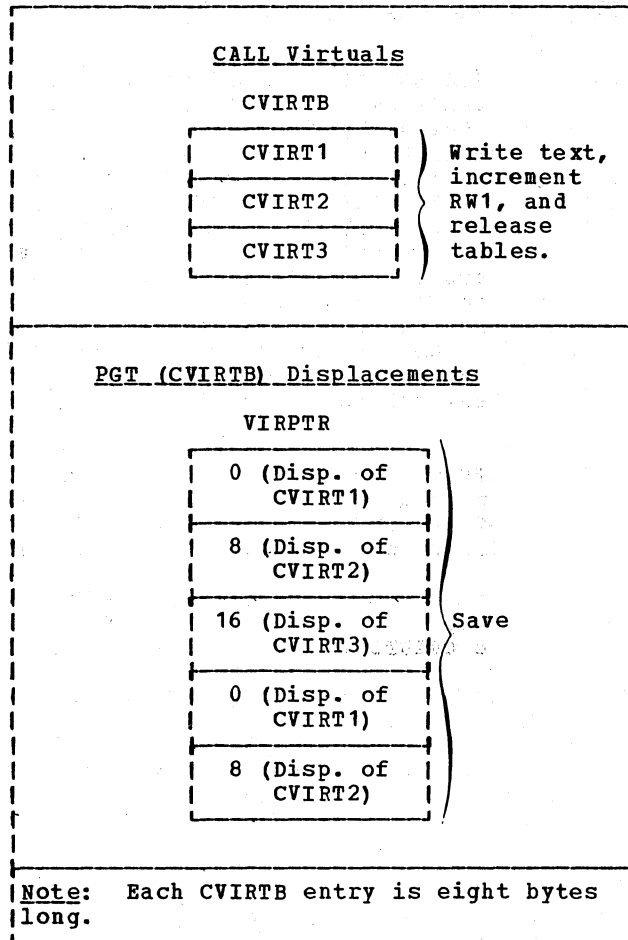 CALL Virtuals
CVIRTB
CVIRT1
CVIRT2
CVIRT3
Write text,
increment
RW1, and
release
tables.
PGT (CVIRTB) Displacements
VIRPTR
0 (Disp. of
CVIRT1)
8 (Disp. of
CVIRT2)
16 (Disp. of
CVIRT3)
0 (Disp. of
CVIRT1)
8 (Disp. of
CVIRT2)
Save
Note: Each CVIRTB entry is eight bytes
long.